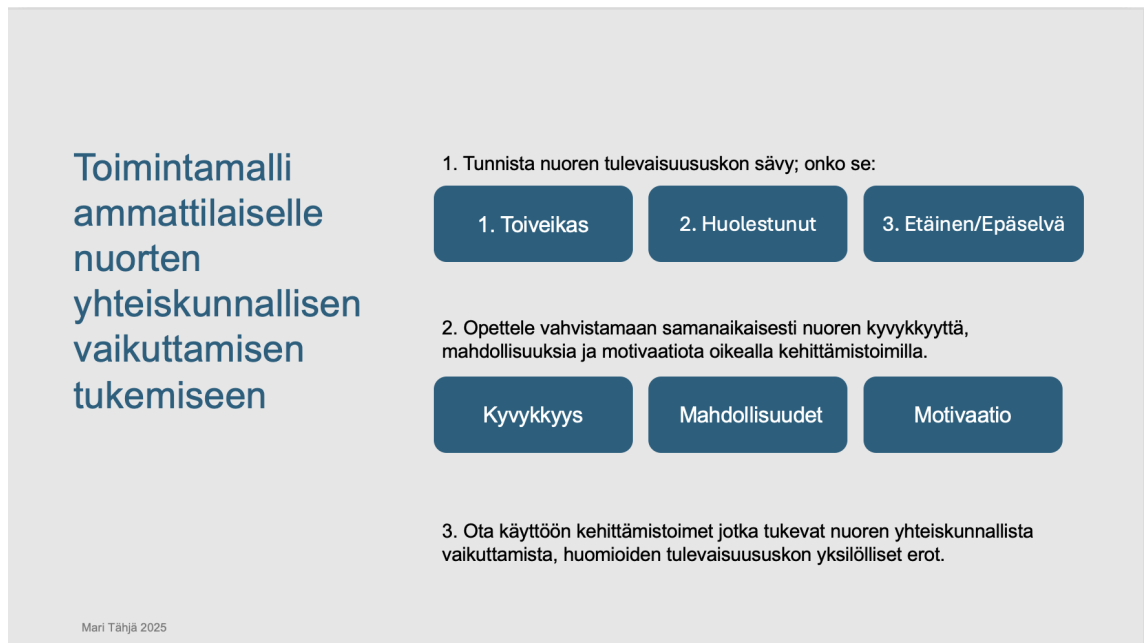 Toimintamalli
ammattilaiselle
nuorten
yhteiskunnallisen
vaikuttamisen
tukemiseen
1. Tunnista nuoren tulevaisuususkon sävy; onko se:
1. Toiveikas
2. Huolestunut
3. Etäinen/Epäselvä
2. Opettele vahvistamaan samanaikaisesti nuoren kyvykkyyttä,
mahdollisuuksia ja motivaatiota oikealla kehittämistoimilla.
Kyvykkyys
Mahdollisuudet
Motivaatio
3. Ota käyttöön kehittämistoimet jotka tukevat nuoren yhteiskunnallista
vaikuttamista, huomioiden tulevaisuususkon yksilölliset erot.
Mari Tähjä 2025